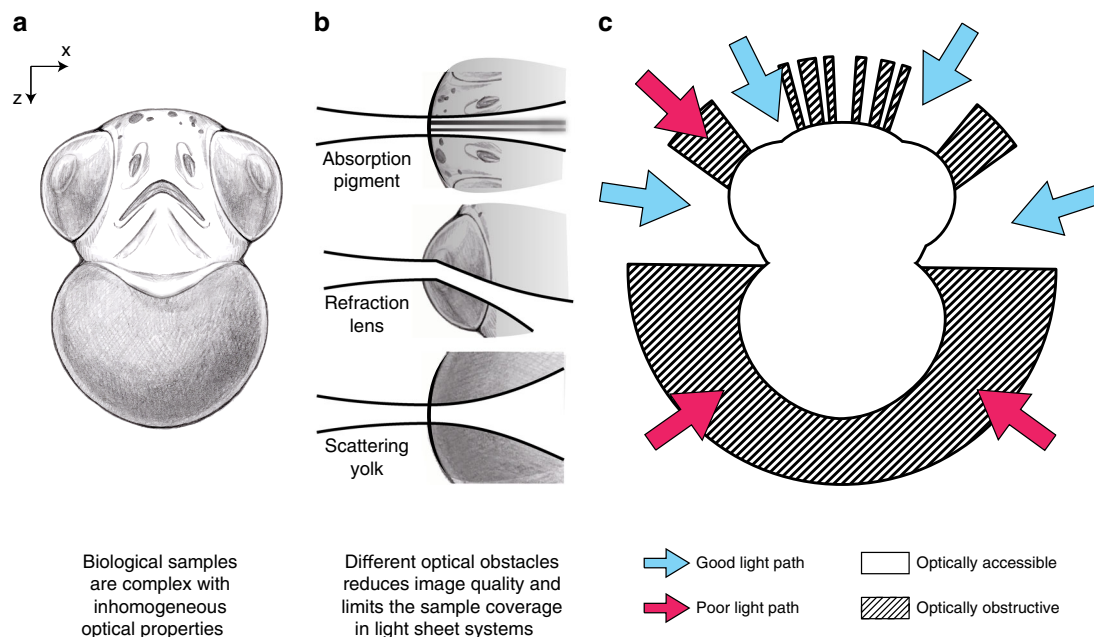 a
x
z
Biological samples
are complex with
inhomogeneous
optical properties
b
Absorption
pigment
Refraction
lens
Scattering
yolk
Different optical obstacles
reduces image quality and
limits the sample coverage
in light sheet systems
c
Good light path
Optically accessible
Poor light path
Optically obstructive